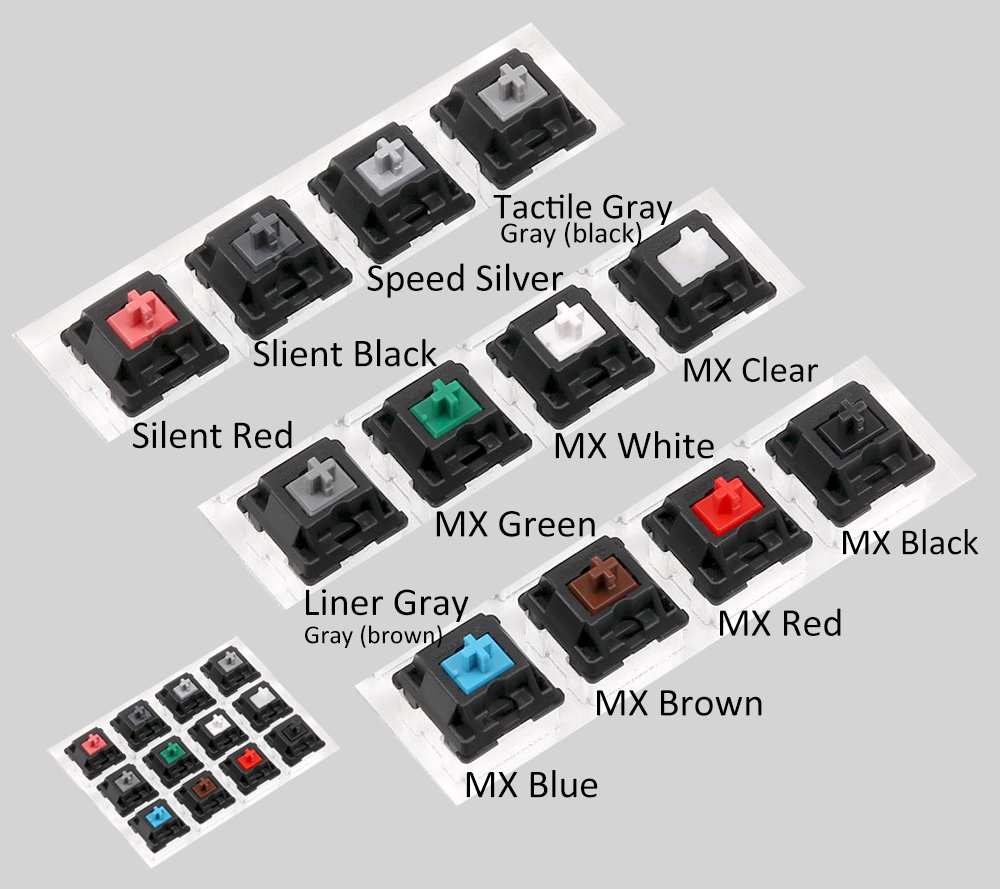 Tactile Gray
Gray (black)
Speed Silver
Slient Black
Silent Red
MX Clear
MX White
MX Green
Liner Gray
Gray (brown)
MX Black
MX Red
MX Brown
MX Blue